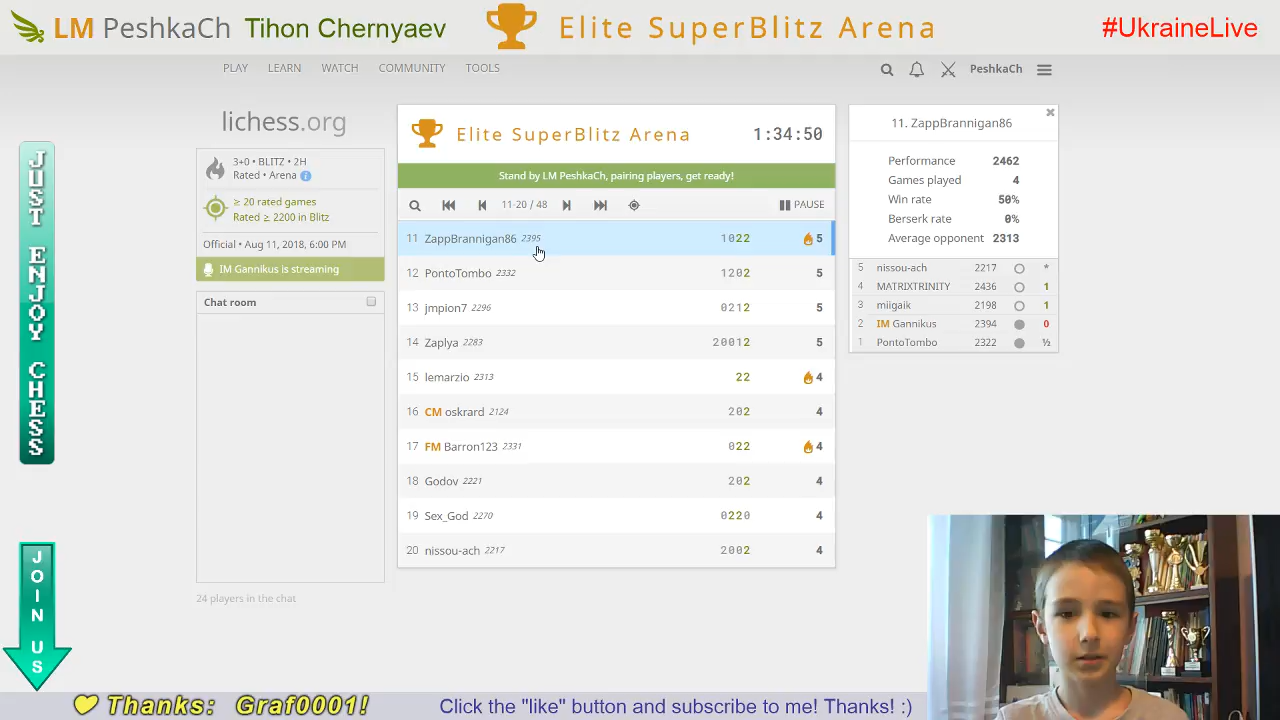 LM PeshkaCh Tihon Chernyaev
Elite SuperBlitz Arena
#UkraineLive
PLAY LEARN WATCH COMMUNITY TOOLS
PeshkaCh
lichess.org
3+0 • BLITZ • 2H
Rated • Arena
≥ 20 rated games
Rated ≥ 2200 in Blitz
Official • Aug 11, 2018, 6:00 PM
IM Gannikus is streaming
Chat room
24 players in the chat
Elite SuperBlitz Arena 1:34:50
Stand by LM PeshkaCh, pairing players, get ready!
11-20 / 48 PAUSE
11 ZappBrannigan86 2395 1022 5
12 PontoTombo 2332 1202 5
13 jmpion7 2296 0212 5
14 Zaplya 2283 20012 5
15 lemarzio 2313 22 4
16 CM oskrard 2124 202 4
17 FM Barron123 2331 022 4
18 Godov 2221 202 4
19 Sex_God 2270 0220 4
20 nissou-ach 2217 2002 4
11. ZappBrannigan86
Performance 2462
Games played 4
Win rate 50%
Berserk rate 0%
Average opponent 2313
5 nissou-ach 2217 *
4 MATRIXTRINITY 2436 1
3 miigaik 2198 1
2 IM Gannikus 2394 0
1 PontoTombo 2322 ½
JUST ENJOY CHESS
JOIN US
Thanks: Graf0001!
Click the "like" button and subscribe to me! Thanks! :)